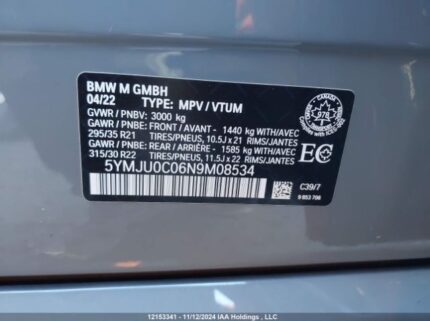 BMW M GMBH
04/22 TYPE: MPV / VTUM
GVWR / PNBV: 3000 kg
GAWR / PNBE: FRONT / AVANT - 1440 kg WITH/AVEC
295/35 R21 TIRES/PNEUS, 10.5J x 21 RIMS/JANTES
GAWR / PNBE: REAR / ARRIÈRE - 1585 kg WITH/AVEC
315/30 R22 TIRES/PNEUS, 11.5J x 22 RIMS/JANTES
5YMJU0C06N9M08534
CANADA
978
EC
C39/7
9 853 798
12153341 - 11/12/2024 IAA Holdings , LLC